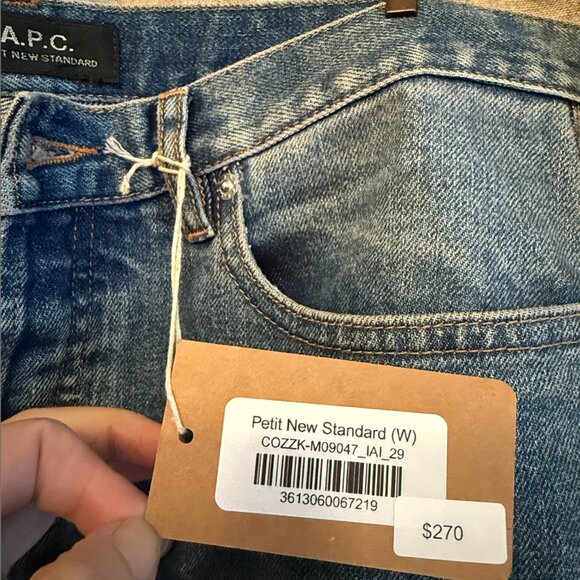 A.P.C.
T NEW STANDARD
Petit New Standard (W)
COZZK-M09047_IAI_29
3613060067219
$270